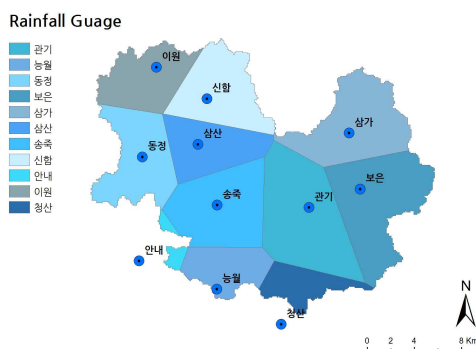 Rainfall Guage
관기
능월
동정
보은
삼가
삼산
송죽
신함
안내
이원
청산
이원
신함
삼가
삼산
동정
보은
송죽
관기
안내
능월
청산
N
0 2 4 8 Km